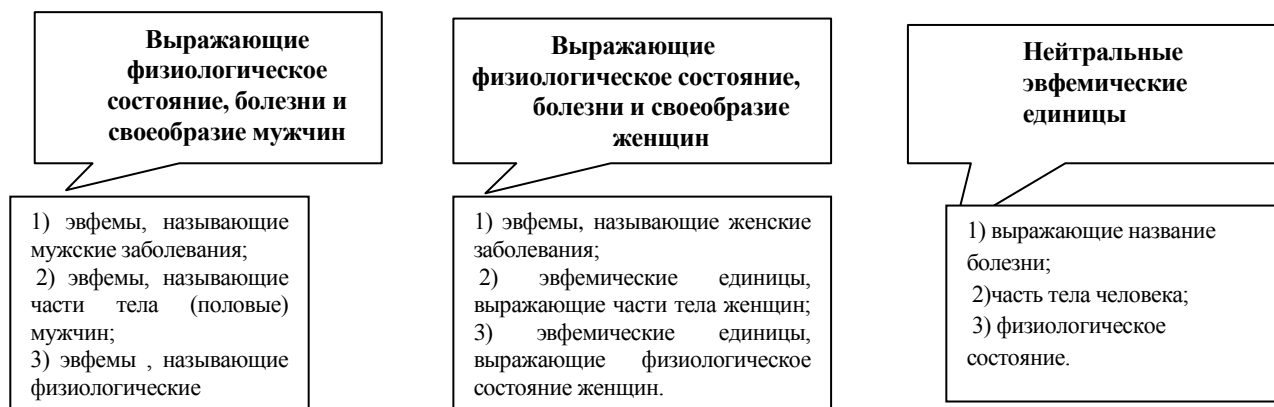 Выражающие
физиологическое
состояние, болезни и
своеобразие мужчин
1) эвфемы, называющие
мужские заболевания;
2) эвфемы, называющие
части тела (половые)
мужчин;
3) эвфемы , называющие
физиологические
Выражающие
физиологическое состояние,
болезни и своеобразие
женщин
1) эвфемы, называющие женские
заболевания;
2) эвфемические единицы,
выражающие части тела женщин;
3) эвфемические единицы,
выражающие физиологическое
состояние женщин.
Нейтральные
эвфемические
единицы
1) выражающие название
болезни;
2)часть тела человека;
3) физиологическое
состояние.